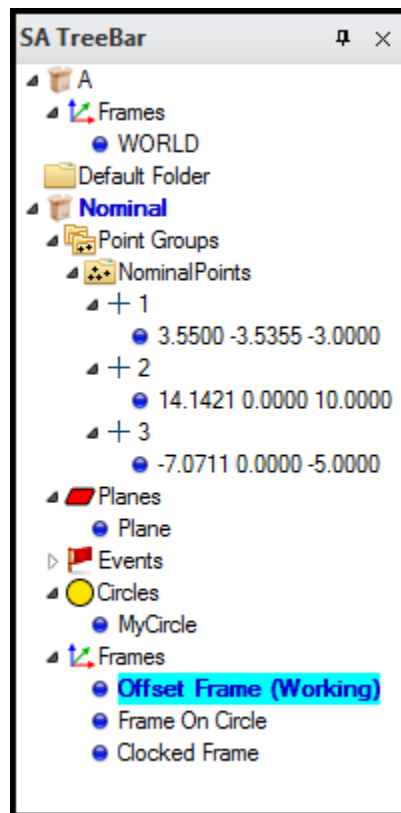 SA TreeBar
A
Frames
WORLD
Default Folder
Nominal
Point Groups
NominalPoints
1
3.5500 -3.5355 -3.0000
2
14.1421 0.0000 10.0000
3
-7.0711 0.0000 -5.0000
Planes
Plane
Events
Circles
MyCircle
Frames
Offset Frame (Working)
Frame On Circle
Clocked Frame